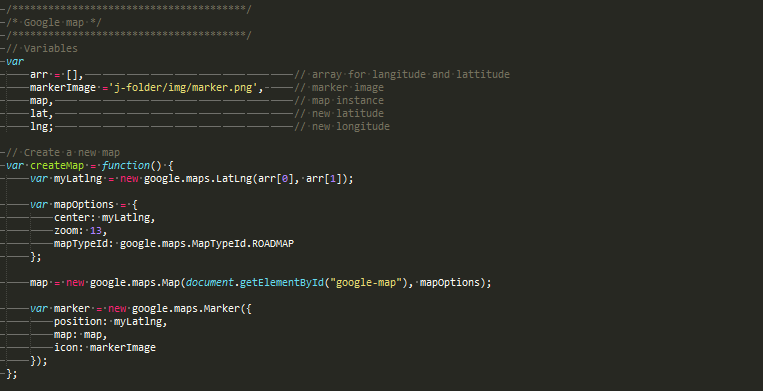 /***************************************/
/* Google map */
/***************************************/
// Variables
var
arr = [], // array for langitude and lattitude
markerImage ='j-folder/img/marker.png', // marker image
map, // map instance
lat, // new latitude
lng; // new longitude
// Create a new map
var createMap = function() {
var myLatlng = new google.maps.LatLng(arr[0], arr[1]);
var mapOptions = {
center: myLatlng,
zoom: 13,
mapTypeId: google.maps.MapTypeId.ROADMAP
};
map = new google.maps.Map(document.getElementById("google-map"), mapOptions);
var marker = new google.maps.Marker({
position: myLatlng,
map: map,
icon: markerImage
});
};